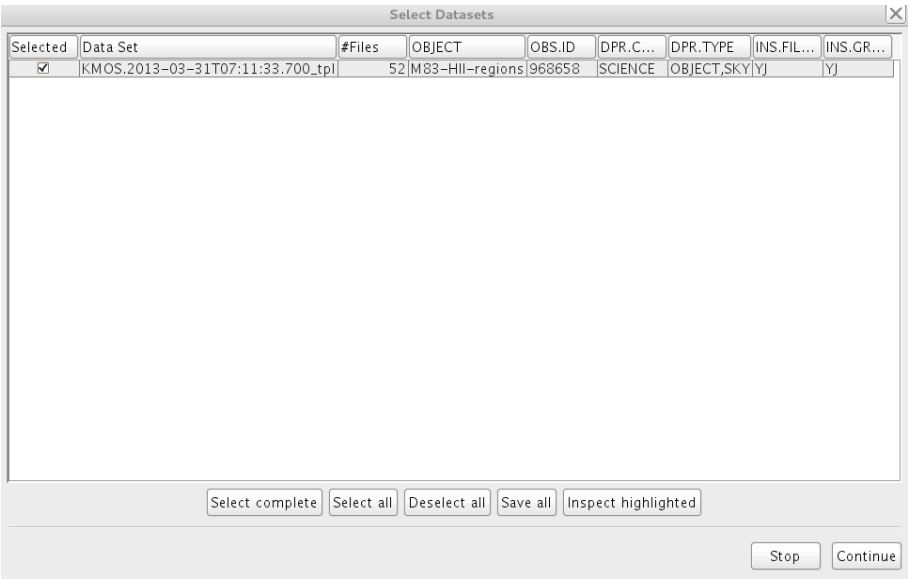 Select Datasets
Selected Data Set #Files OBJECT OBS.ID DPR.C... DPR.TYPE INS.FIL... INS.GR...
KMOS.2013-03-31T07:11:33.700_tpl 52 M83-HII-regions 968658 SCIENCE OBJECT,SKY YJ YJ
Select complete Select all Deselect all Save all Inspect highlighted
Stop Continue